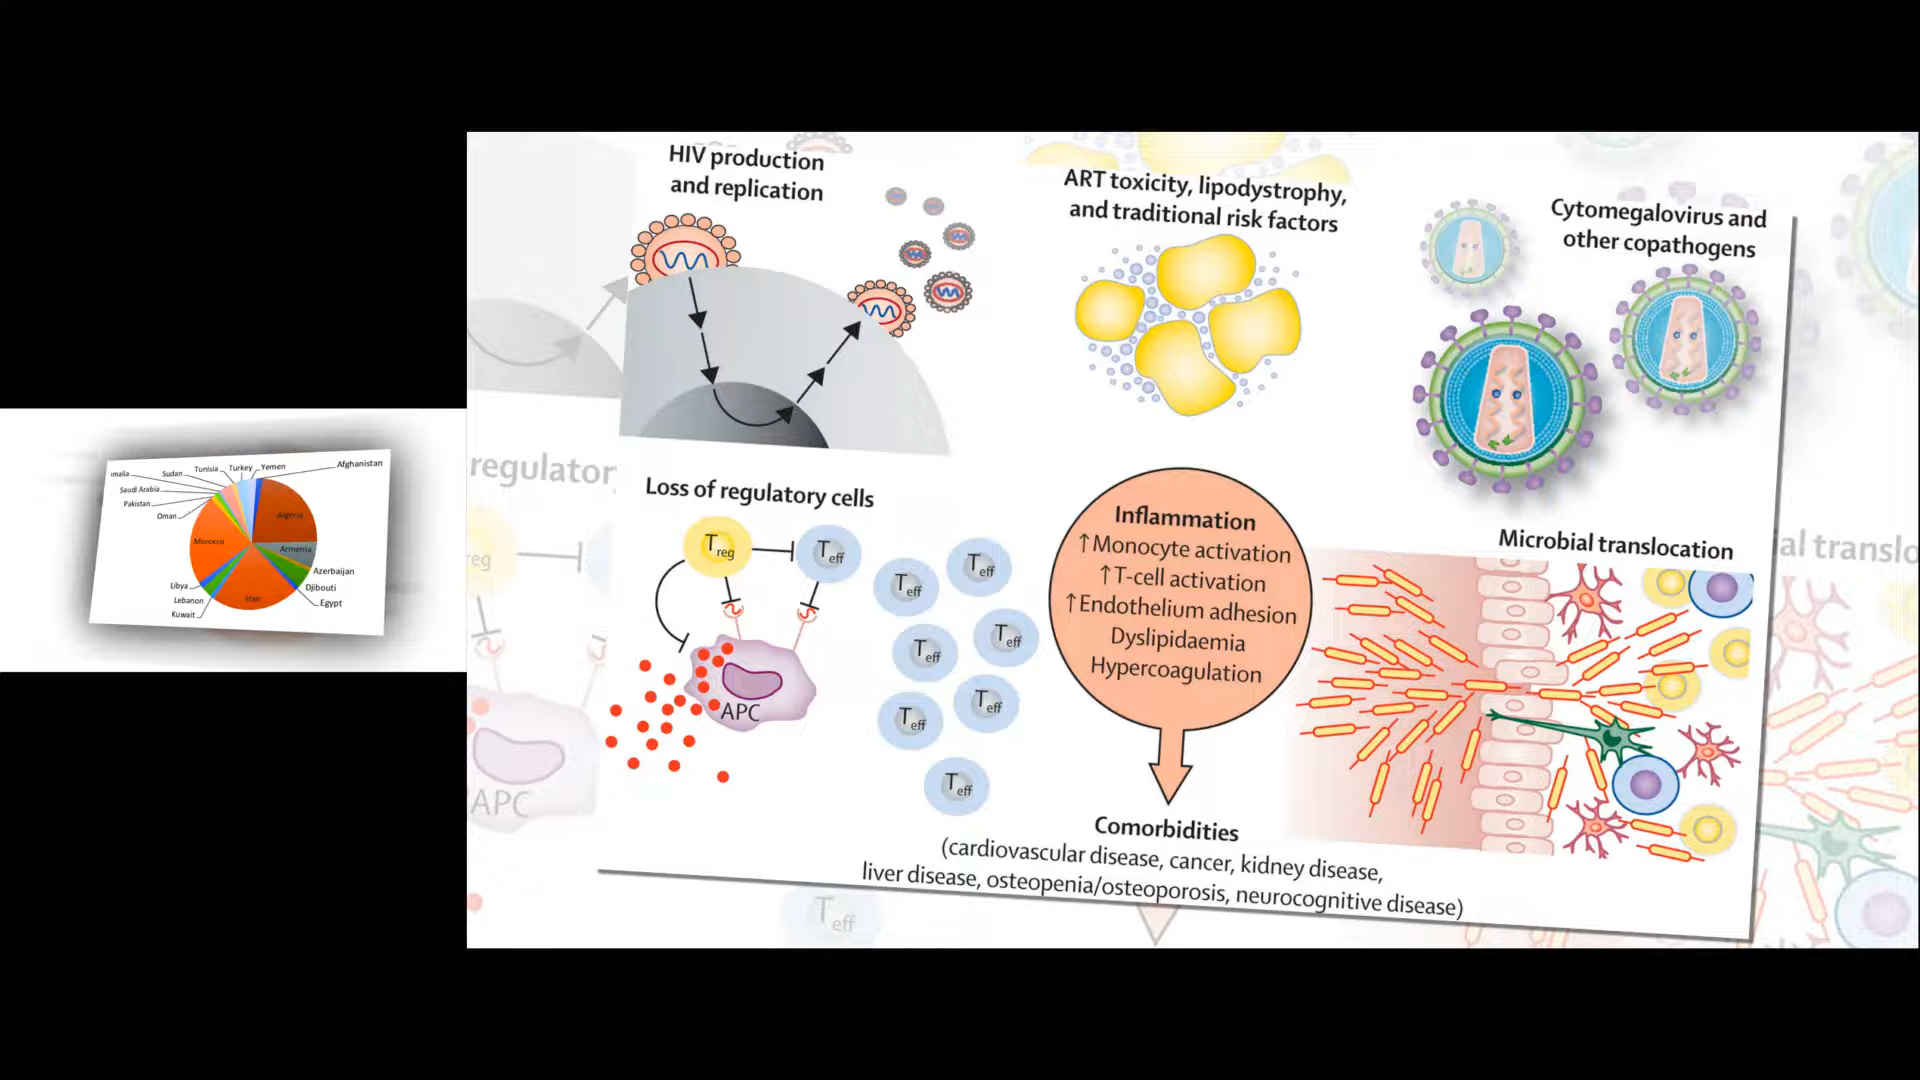 HIV production
and replication
ART toxicity, lipodystrophy,
and traditional risk factors
Cytomegalovirus and
other copathogens
Loss of regulatory cells
Treg
Teff
Teff
Teff
Teff
Teff
Teff
Teff
Teff
APC
Inflammation
↑Monocyte activation
↑T-cell activation
↑Endothelium adhesion
Dyslipidaemia
Hypercoagulation
Microbial translocation
Comorbidities
(cardiovascular disease, cancer, kidney disease,
liver disease, osteopenia/osteoporosis, neurocognitive disease)
regulator
eg
APC
Teff
al translo
malia
Sudan
Tunisia
Turkey
Yemen
Afghanistan
Saudi Arabia
Pakistan
Oman
Algeria
Morocco
Armenia
Azerbaijan
Libya
Djibouti
Lebanon
Iran
Egypt
Kuwait